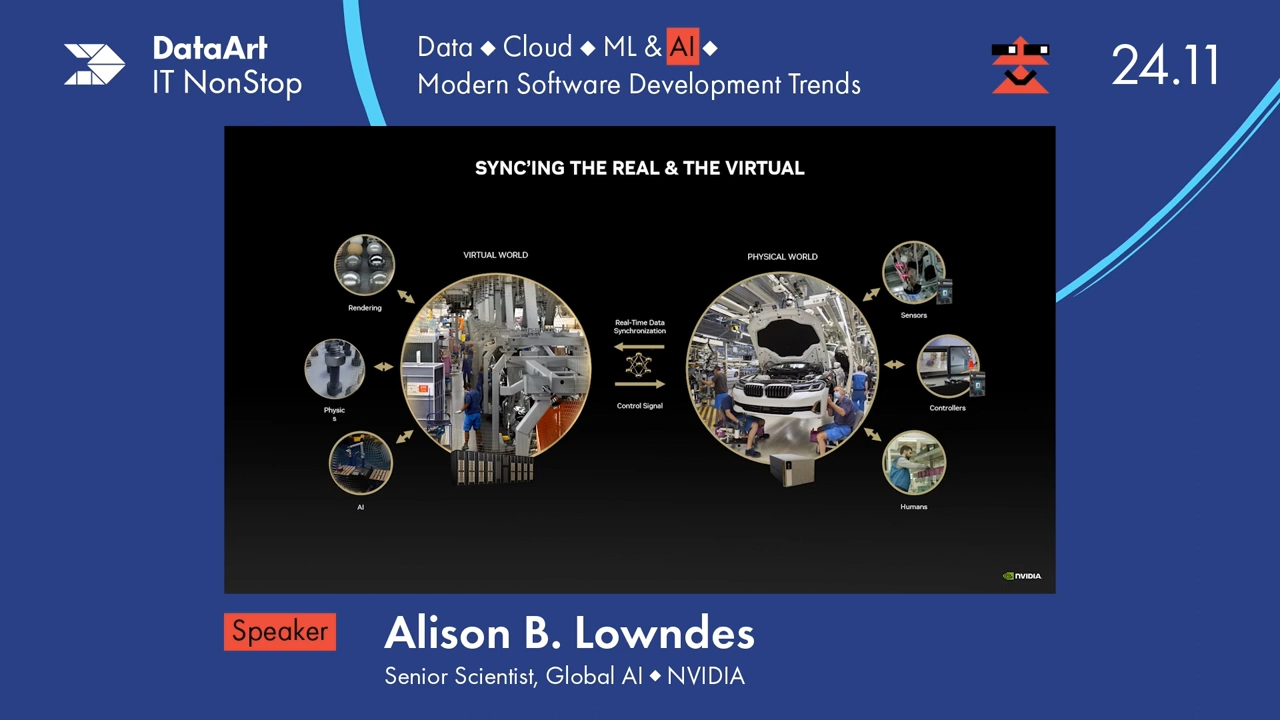 DataArt
IT NonStop
Data ◆ Cloud ◆ ML & AI ◆
Modern Software Development Trends
24.11
SYNC'ING THE REAL & THE VIRTUAL
VIRTUAL WORLD
PHYSICAL WORLD
Rendering
Physic
s
AI
Real-Time Data
Synchronization
Control Signal
Sensors
Controllers
Humans
NVIDIA
Speaker
Alison B. Lowndes
Senior Scientist, Global AI ◆ NVIDIA